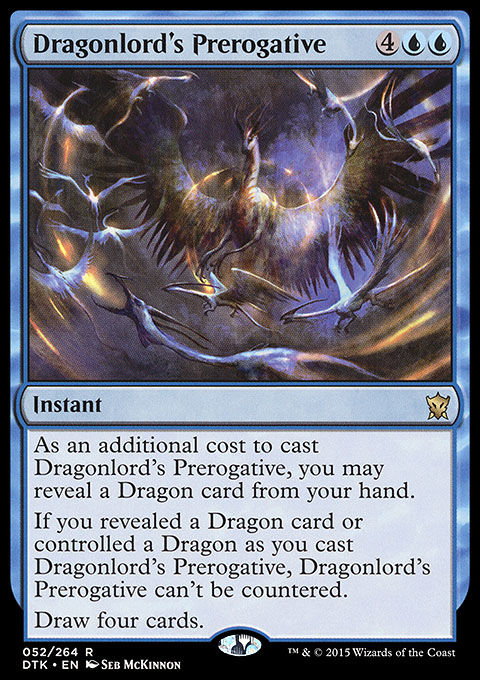 Dragonlord's Prerogative 4
Instant
As an additional cost to cast
Dragonlord's Prerogative, you may
reveal a Dragon card from your hand.
If you revealed a Dragon card or
controlled a Dragon as you cast
Dragonlord's Prerogative, Dragonlord's
Prerogative can't be countered.
Draw four cards.
052/264 R
DTK • EN Seb McKinnon
™ & © 2015 Wizards of the Coast